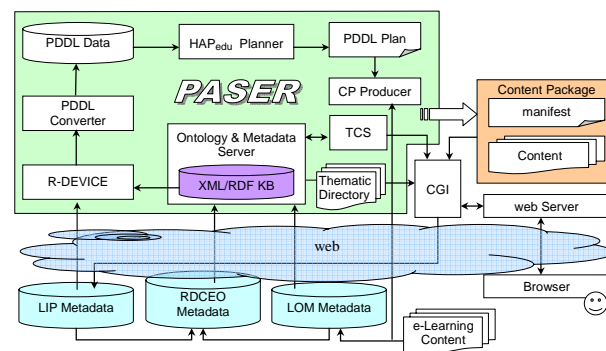 PDDL Data
HAPedu Planner
PDDL Plan
PASER
CP Producer
Content Package
manifest
Content
PDDL
Converter
Ontology & Metadata
Server
TCS
R-DEVICE
XML/RDF KB
Thematic
Directory
CGI
web Server
web
Browser
LIP Metadata
RDCEO
Metadata
LOM Metadata
e-Learning
Content